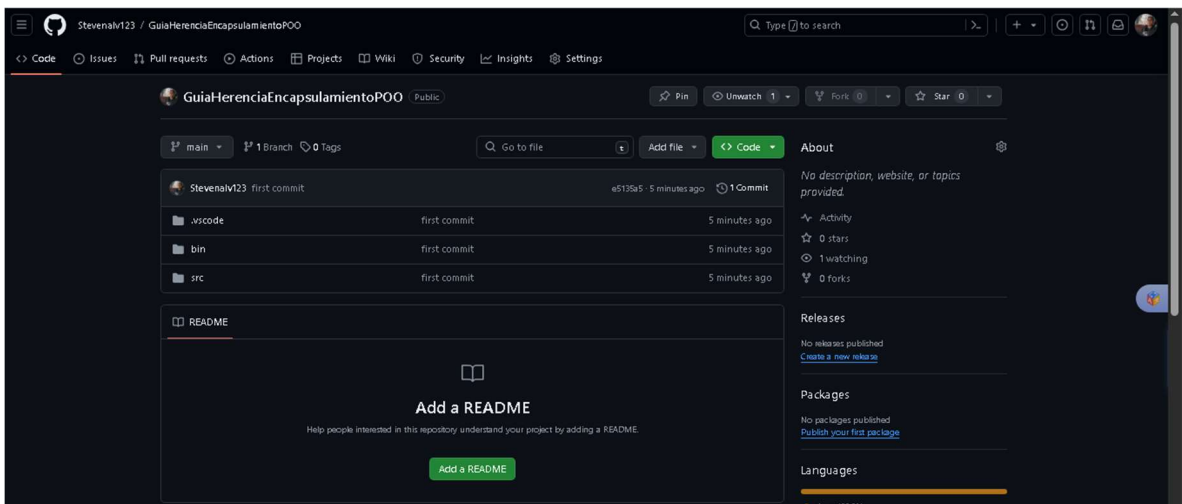 Stevenalv123 / GuiaHerenciaEncapsulamientoPOO
Type / to search
Code Issues Pull requests Actions Projects Wiki Security Insights Settings
GuiaHerenciaEncapsulamientoPOO Public
Pin Unwatch 1 Fork 0 Star 0
main 1 Branch 0 Tags
Go to file t Add file <> Code
Stevenalv123 first commit e5135a5 · 5 minutes ago 1 Commit
.vscode first commit 5 minutes ago
bin first commit 5 minutes ago
src first commit 5 minutes ago
README
Add a README
Help people interested in this repository understand your project by adding a README.
Add a README
About
No description, website, or topics
provided.
Activity
0 stars
1 watching
0 forks
Releases
No releases published
Create a new release
Packages
No packages published
Publish your first package
Languages